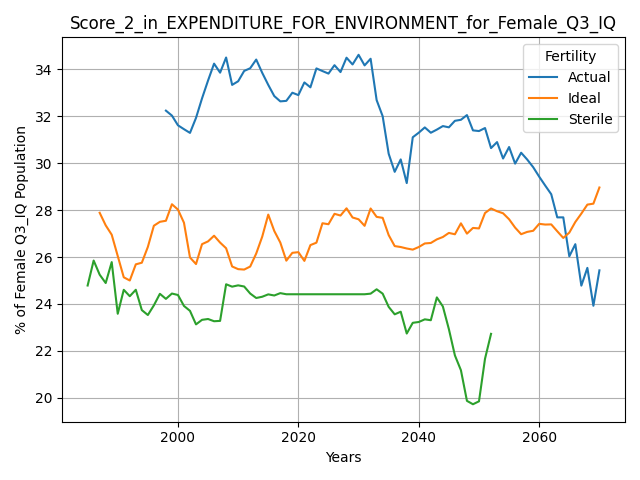 Score_2_in_EXPENDITURE_FOR_ENVIRONMENT_for_Female_Q3_IQ
Fertility
Actual
Ideal
Sterile
% of Female Q3_IQ Population
34
32
30
28
26
24
22
20
2000
2020
2040
2060
Years